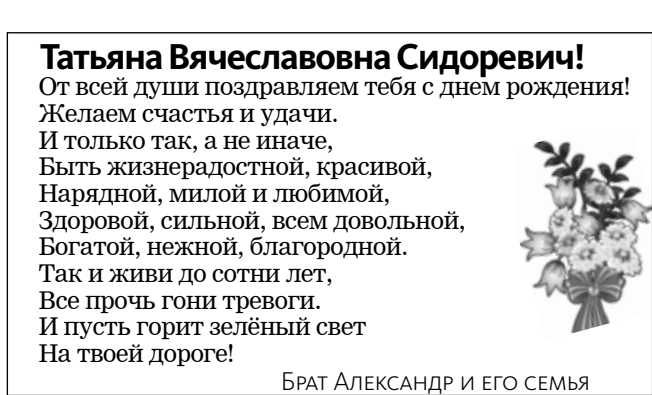 Татьяна Вячеславовна Сидоревич!
От всей души поздравляем тебя с днем рождения!
Желаем счастья и удачи.
И только так, а не иначе,
Быть жизнерадостной, красивой,
Нарядной, милой и любимой,
Здоровой, сильной, всем довольной,
Богатой, нежной, благородной.
Так и живи до сотни лет,
Все прочь гони тревоги.
И пусть горит зелёный свет
На твоей дороге!
Брат Александр и его семья